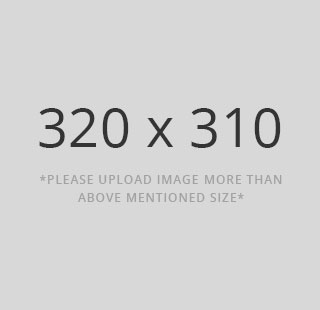 320 x 310
*PLEASE UPLOAD IMAGE MORE THAN
ABOVE MENTIONED SIZE*